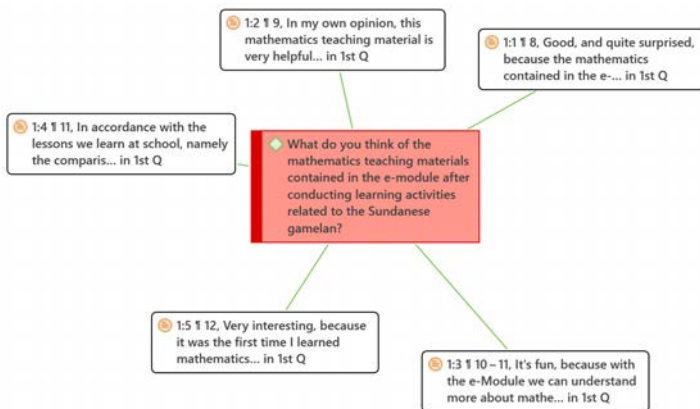 1:2 ¶ 9, In my own opinion, this
mathematics teaching material is
very helpful... in 1st Q
1:1 ¶ 8, Good, and quite surprised,
because the mathematics
contained in the e-... in 1st Q
1:4 ¶ 11, In accordance with the
lessons we learn at school, namely
the comparis... in 1st Q
What do you think of the
mathematics teaching materials
contained in the e-module after
conducting learning activities
related to the Sundanese
gamelan?
1:5 ¶ 12, Very interesting, because
it was the first time I learned
mathematics... in 1st Q
1:3 ¶ 10 – 11, It's fun, because with
the e-Module we can understand
more about mathe... in 1st Q